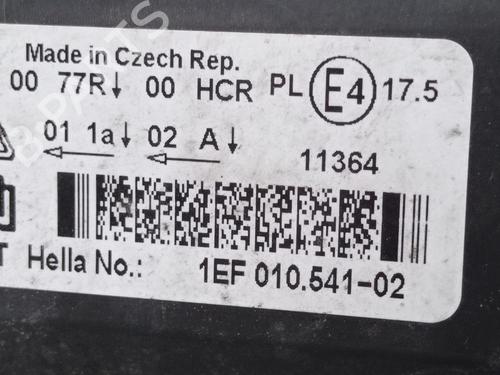 Made in Czech Rep.
00 77R↓ 00 HCR PL E4 17.5
01 1a↓ 02 A↓
11364
T Hella No.: 1EF 010.541-02